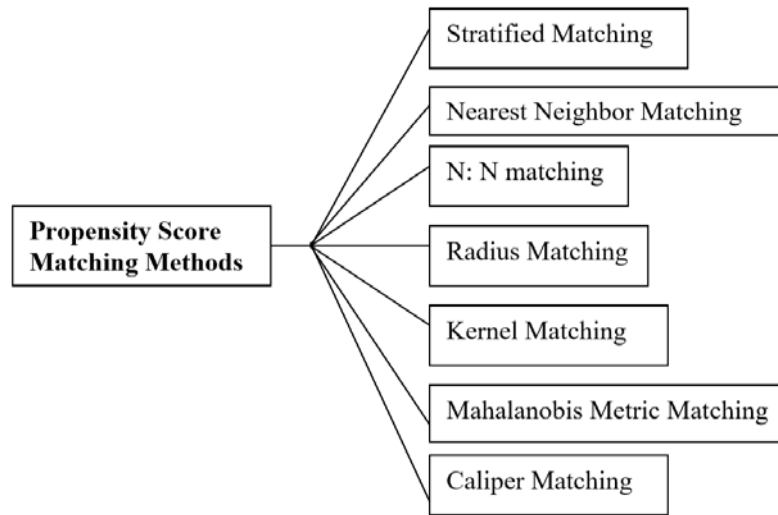 Stratified Matching
Nearest Neighbor Matching
N: N matching
Propensity Score
Matching Methods
Radius Matching
Kernel Matching
Mahalanobis Metric Matching
Caliper Matching